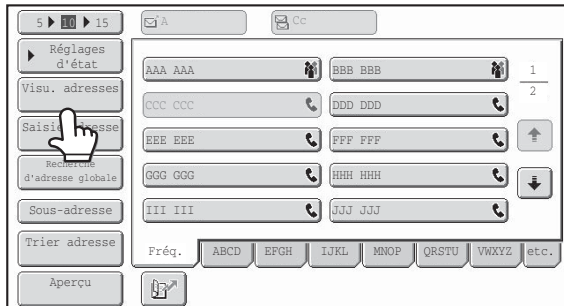 5 10 15
A
Cc
Réglages
d'état
Visu. adresses
Saisie adresse
Recherche
d'adresse globale
Sous-adresse
Trier adresse
Aperçu
AAA AAA
BBB BBB
1
2
CCC CCC
DDD DDD
EEE EEE
FFF FFF
GGG GGG
HHH HHH
III III
JJJ JJJ
Fréq.
ABCD
EFGH
IJKL
MNOP
QRSTU
VWXYZ
etc.